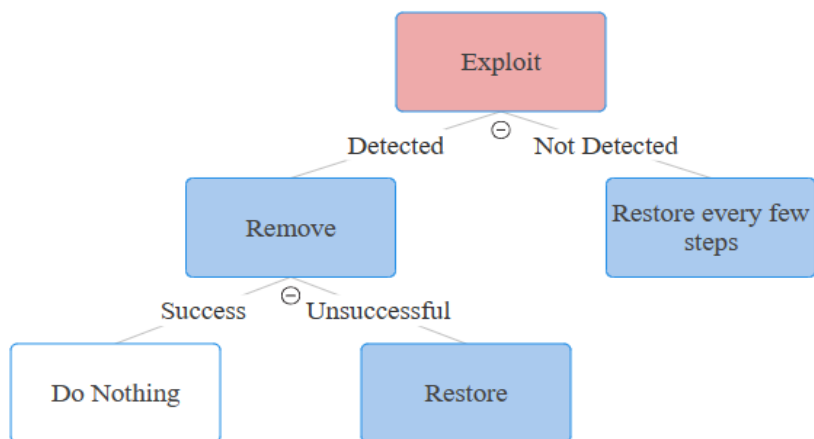 Exploit
Detected
Not Detected
Remove
Restore every few
steps
Success
Unsuccessful
Do Nothing
Restore